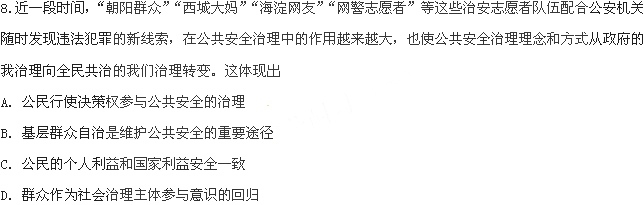 8.近一段时间，“朝阳群众”“西城大妈”“海淀网友”“网警志愿者”等这些治安志愿者队伍配合公安机关
随时发现违法犯罪的新线索，在公共安全治理中的作用越来越大，也使公共安全治理理念和方式从政府的
我治理向全民共治的我们治理转变。这体现出
A. 公民行使决策权参与公共安全的治理
B. 基层群众自治是维护公共安全的重要途径
C. 公民的个人利益和国家利益安全一致
D. 群众作为社会治理主体参与意识的回归